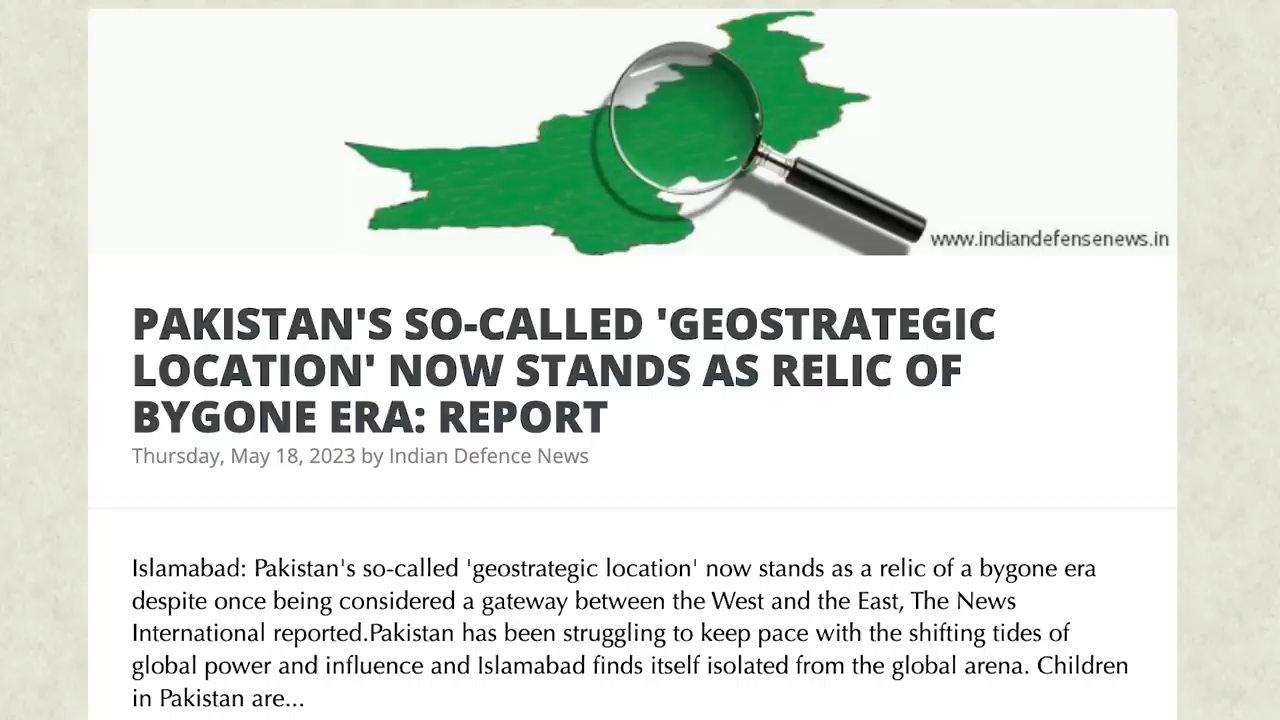 www.indiandefensenews.in
PAKISTAN'S SO-CALLED 'GEOSTRATEGIC
LOCATION' NOW STANDS AS RELIC OF
BYGONE ERA: REPORT
Thursday, May 18, 2023 by Indian Defence News
Islamabad: Pakistan's so-called 'geostrategic location' now stands as a relic of a bygone era
despite once being considered a gateway between the West and the East, The News
International reported.Pakistan has been struggling to keep pace with the shifting tides of
global power and influence and Islamabad finds itself isolated from the global arena. Children
in Pakistan are...